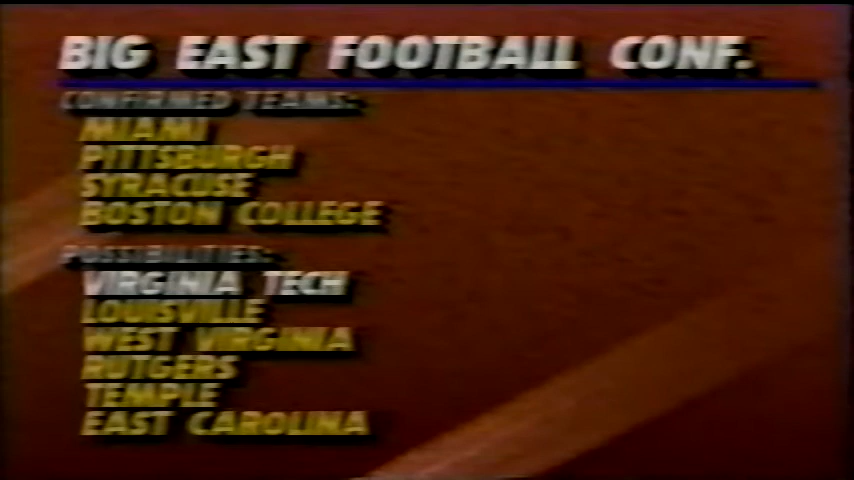 BIG EAST FOOTBALL CONF.
CONFIRMED TEAMS:
MIAMI
PITTSBURGH
SYRACUSE
BOSTON COLLEGE
POSSIBILITIES:
VIRGINIA TECH
LOUISVILLE
WEST VIRGINIA
RUTGERS
TEMPLE
EAST CAROLINA